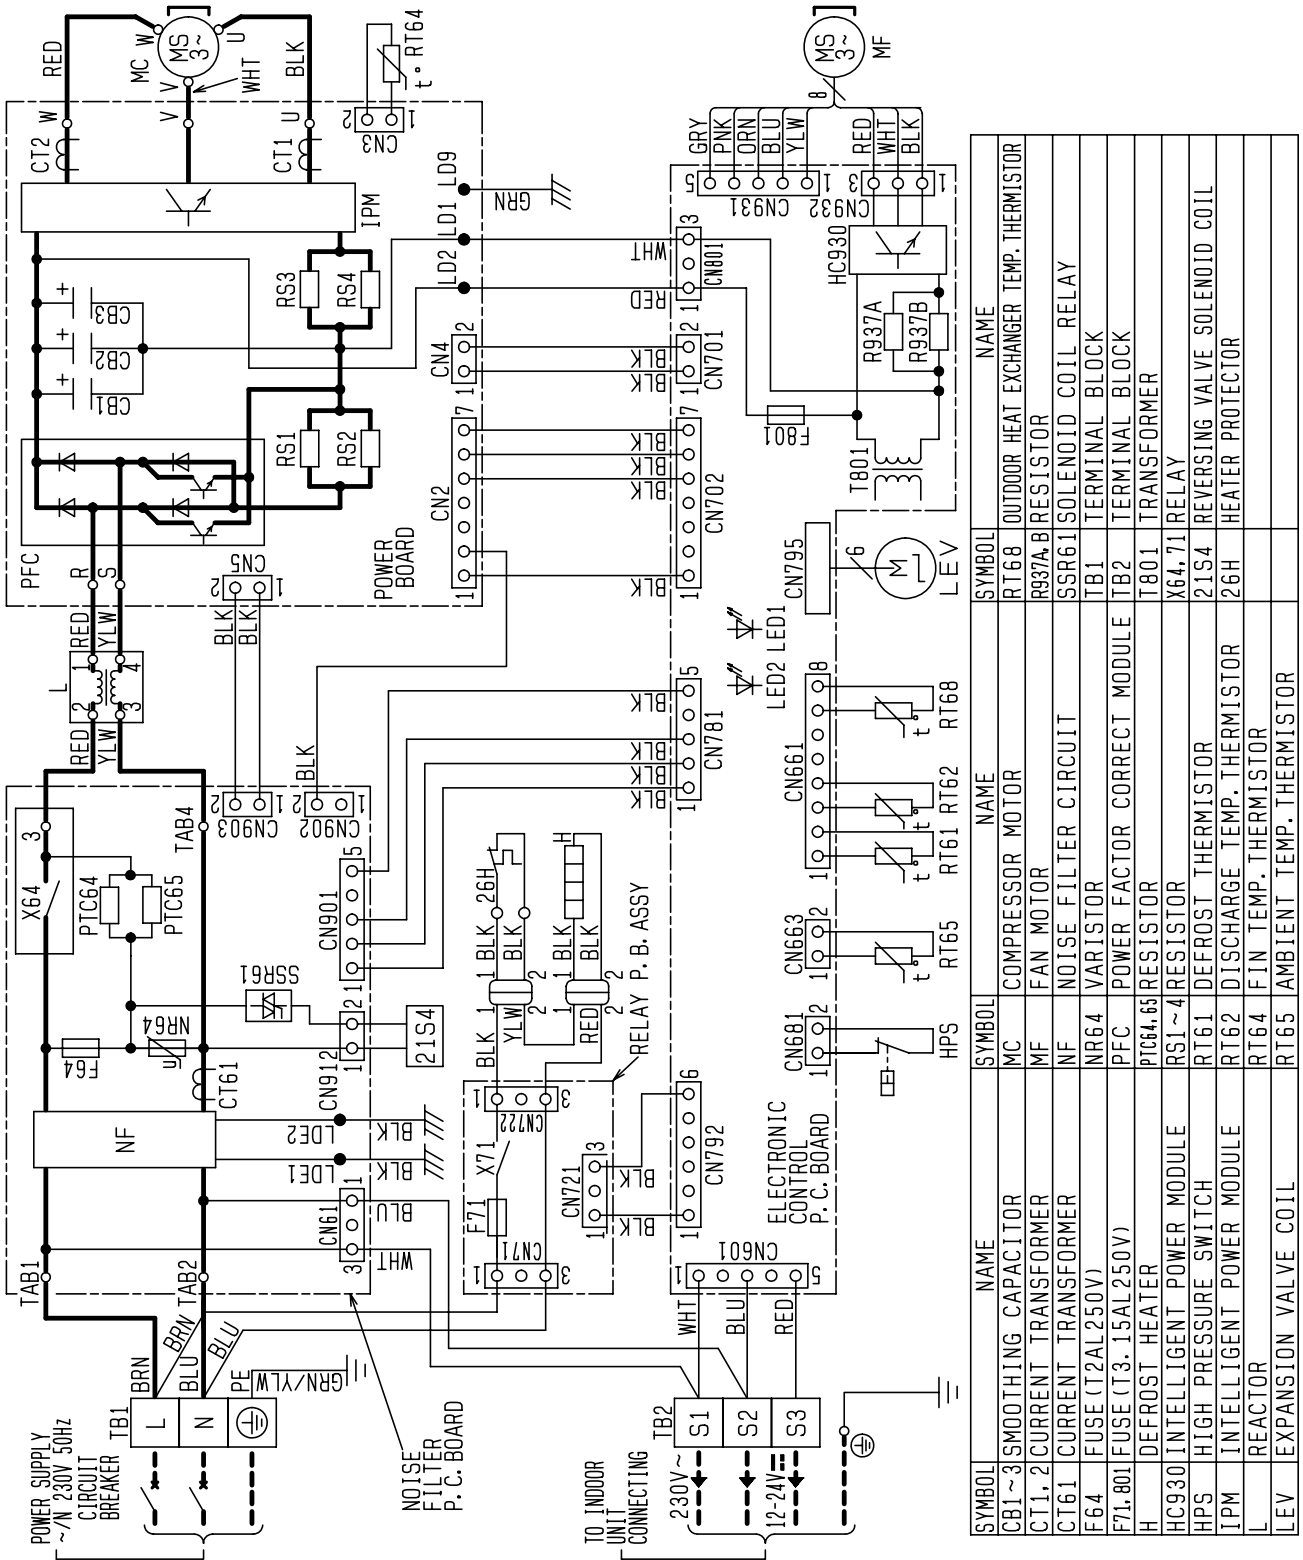 POWER SUPPLY
~/N 230V 50Hz
CIRCUIT
BREAKER
TB1
L
N
PE
BRN
BLU
BRN
BLU
GRN/YLW
NOISE
FILTER
P.C.BOARD
TAB1
TAB2
NF
LDE1
LDE2
BLK
BLK
CN61
3
1
WHT
BLU
F64
NR64
U
CT61
CN912
1
2
21S4
SSR61
X64
3
PTC64
PTC65
TAB4
CN901
1
5
CN903
2
1
CN902
2
1
BLK
RED
YLW
L
2
1
3
4
RED
YLW
BLK
BLK
CN5
2
1
R
S
PFC
POWER
BOARD
CB1
+
CB2
+
CB3
+
RS1
RS2
RS3
RS4
IPM
CT2
CT1
W
V
U
RED
WHT
BLK
MC
W
V
U
MS
3~
CN3
2
1
t°
RT64
CN2
1
7
CN4
1
2
LD2
LD1
LD9
GRN
RED
WHT
F71
X71
CN711
1
3
CN722
1
3
CN721
1
3
BLK
BLK
RELAY P.B.ASSY
BLK 1
1 BLK
YLW
2
2
BLK
26H
1 BLK
RED
2
2
BLK
H
TO INDOOR
UNIT
CONNECTING
230V~
12-24V
TB2
S1
S2
S3
WHT
BLU
RED
CN601
1
5
ELECTRONIC
CONTROL
P.C.BOARD
CN792
1
6
CN681
1
2
HPS
CN663
1
2
t°
RT65
CN661
1
8
t°
RT61
t°
RT62
t°
RT68
CN781
1
5
BLK
BLK
BLK
BLK
LED2
LED1
CN795
6
M
LEV
CN702
1
7
BLK
BLK
BLK
BLK
CN701
1
2
BLK
BLK
CN801
1
3
F801
T801
R937A
R937B
HC930
CN931
5
1
CN932
3
1
GRY
PNK
ORN
BLU
YLW
RED
WHT
BLK
8
MS
3~
MF
SYMBOL NAME SYMBOL NAME SYMBOL NAME
CB1~3 SMOOTHING CAPACITOR MC COMPRESSOR MOTOR RT68 OUTDOOR HEAT EXCHANGER TEMP.THERMISTOR
CT1,2 CURRENT TRANSFORMER MF FAN MOTOR R937A,B RESISTOR
CT61 CURRENT TRANSFORMER NF NOISE FILTER CIRCUIT SSR61 SOLENOID COIL RELAY
F64 FUSE(T2AL250V) NR64 VARISTOR TB1 TERMINAL BLOCK
F71,801 FUSE(T3.15AL250V) PFC POWER FACTOR CORRECT MODULE TB2 TERMINAL BLOCK
H DEFROST HEATER PTC64,65 RESISTOR T801 TRANSFORMER
HC930 INTELLIGENT POWER MODULE RS1~4 RESISTOR X64,71 RELAY
HPS HIGH PRESSURE SWITCH RT61 DEFROST THERMISTOR 21S4 REVERSING VALVE SOLENOID COIL
IPM INTELLIGENT POWER MODULE RT62 DISCHARGE TEMP. THERMISTOR 26H HEATER PROTECTOR
L REACTOR RT64 FIN TEMP. THERMISTOR
LEV EXPANSION VALVE COIL RT65 AMBIENT TEMP. THERMISTOR